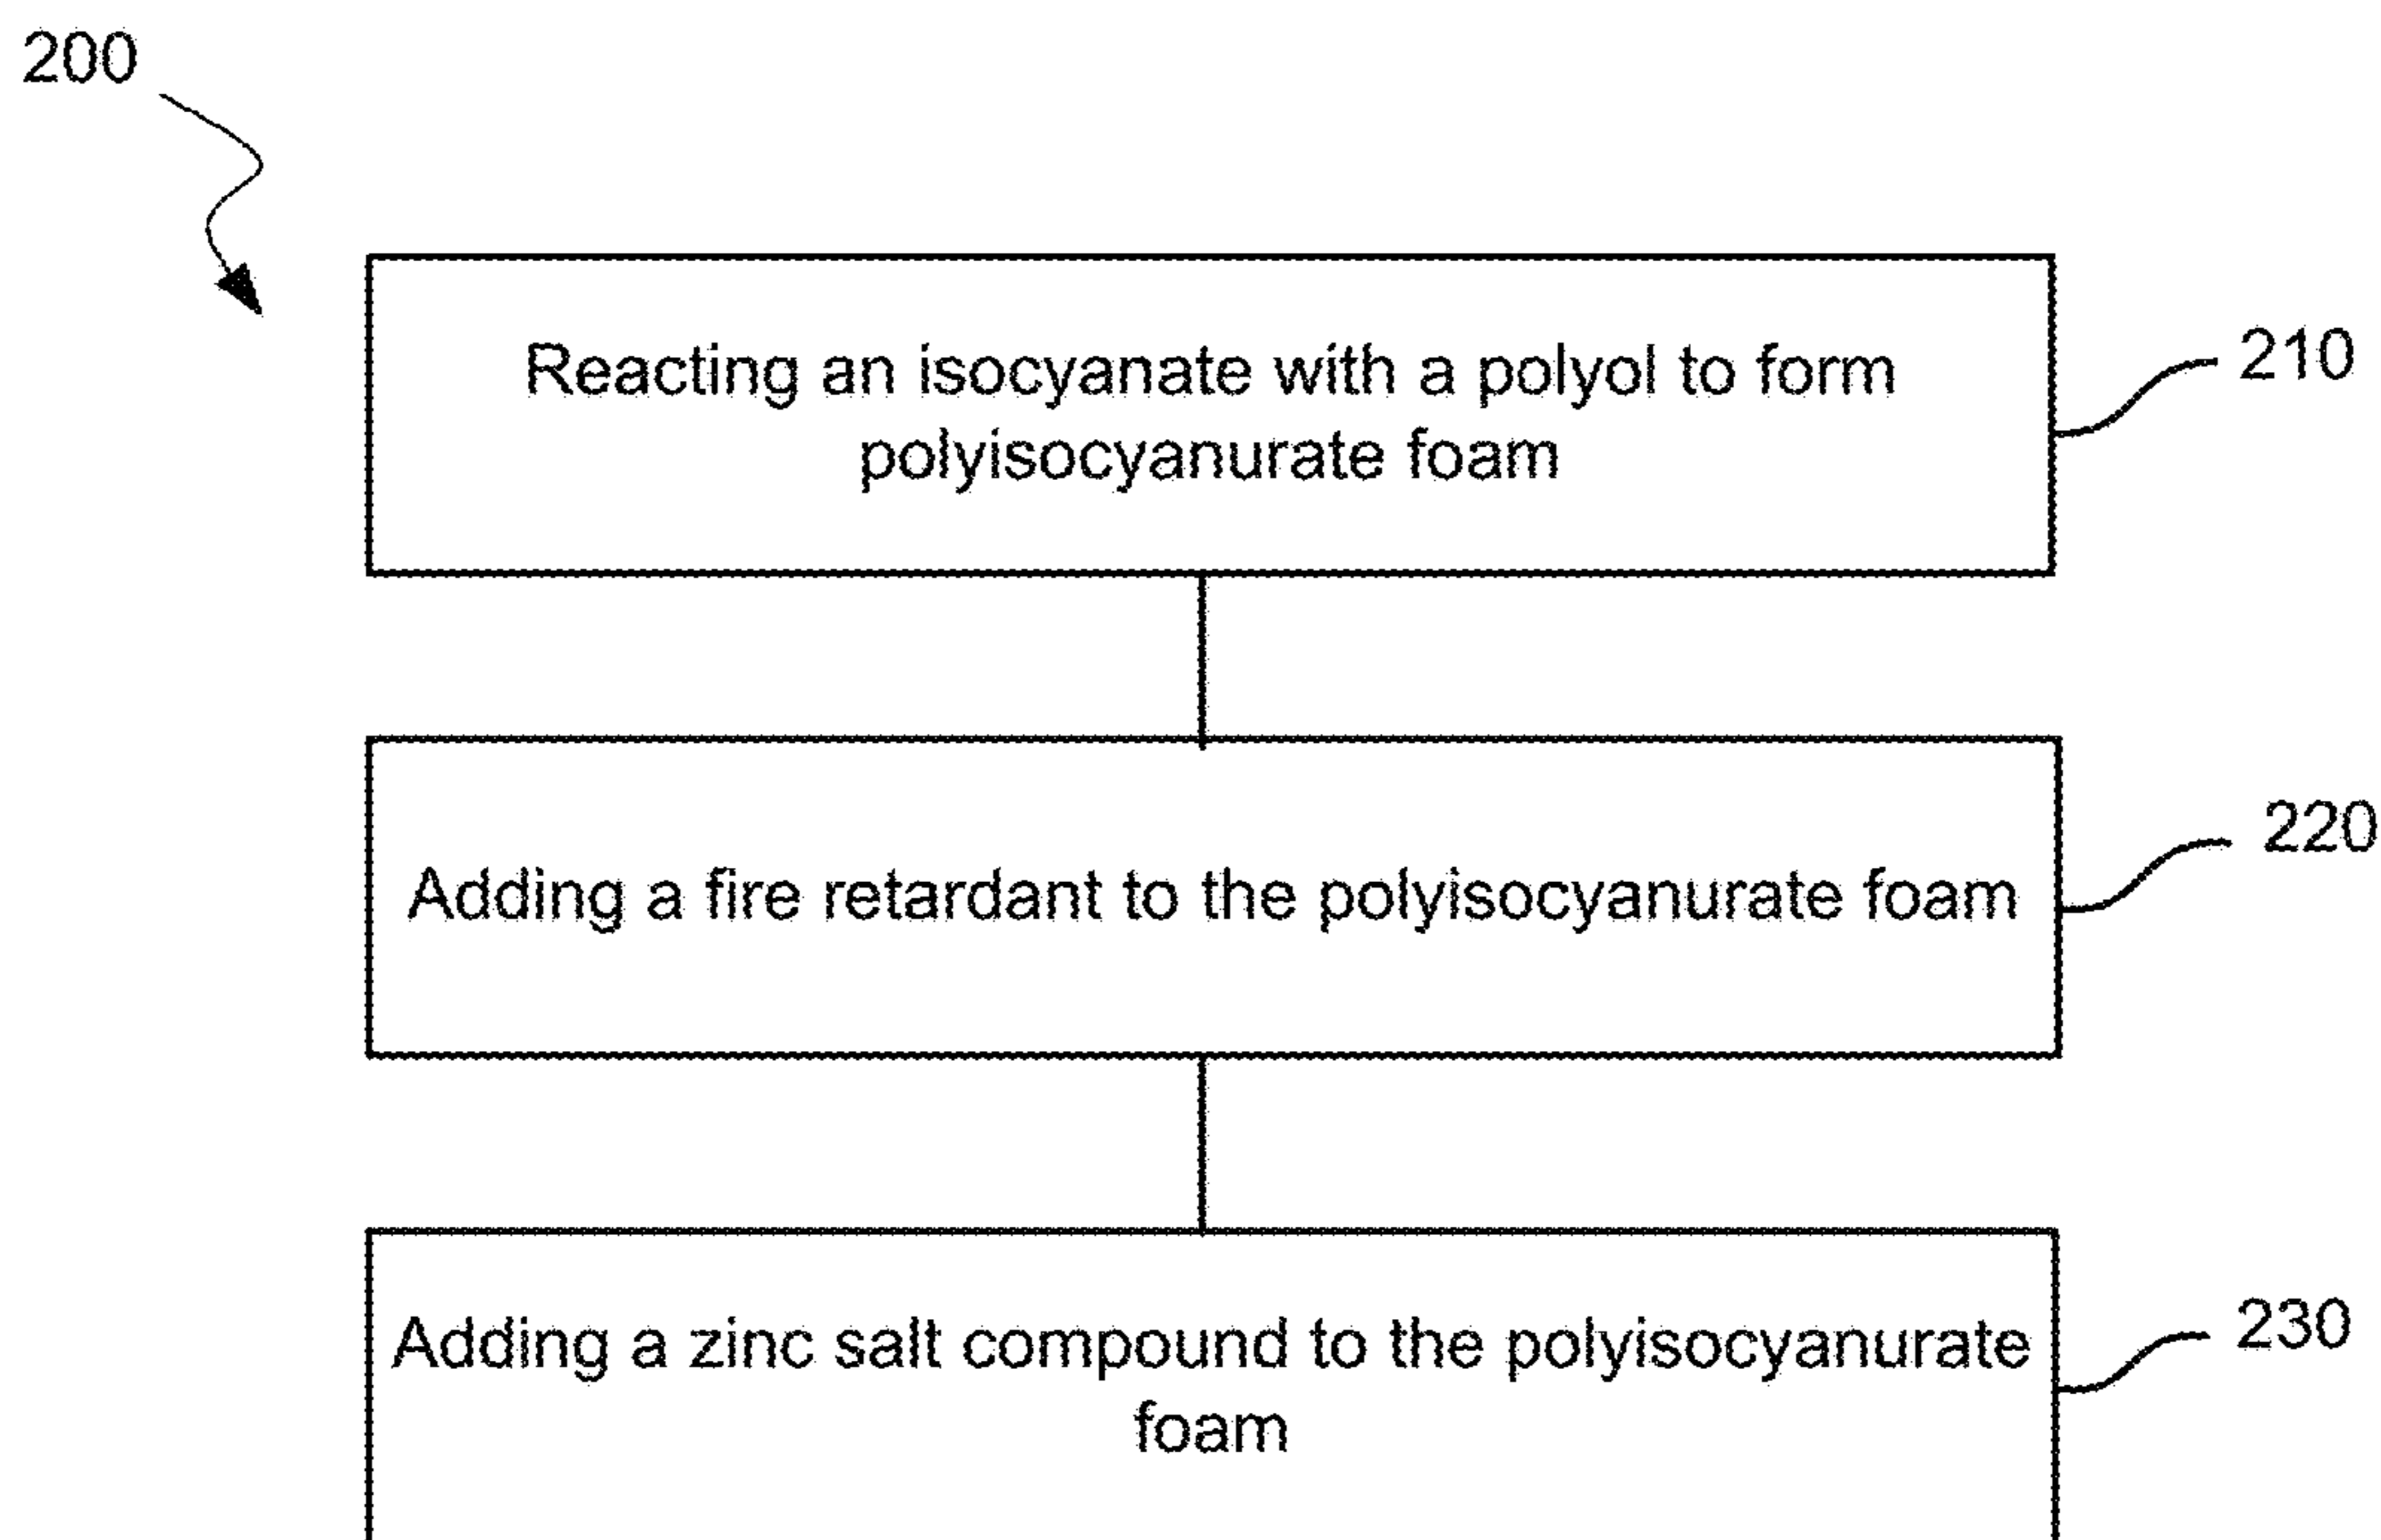 200
Reacting an isocyanate with a polyol to form
polyisocyanurate foam
210
Adding a fire retardant to the polyisocyanurate foam
220
Adding a zinc salt compound to the polyisocyanurate
foam
230